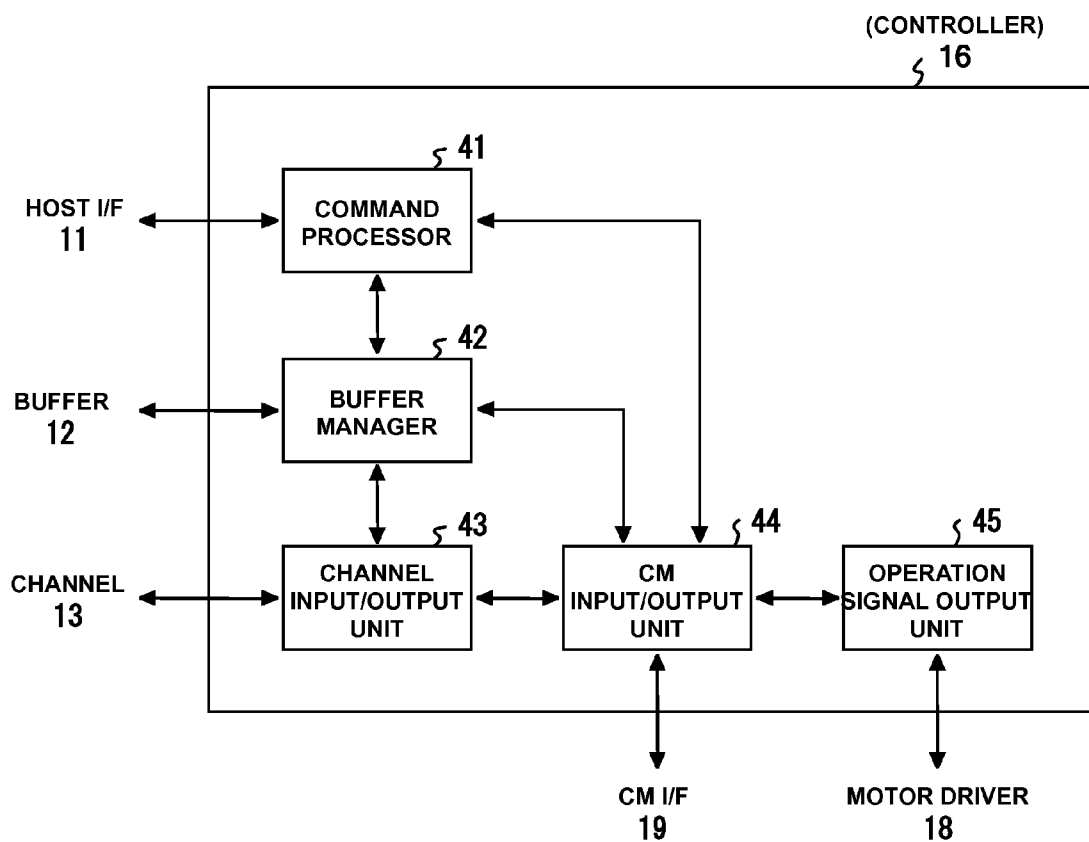 (CONTROLLER)
16
41
HOST I/F
11
COMMAND
PROCESSOR
42
BUFFER
12
BUFFER
MANAGER
43
44
45
CHANNEL
13
CHANNEL
INPUT/OUTPUT
UNIT
CM
INPUT/OUTPUT
UNIT
OPERATION
SIGNAL OUTPUT
UNIT
CM I/F
19
MOTOR DRIVER
18